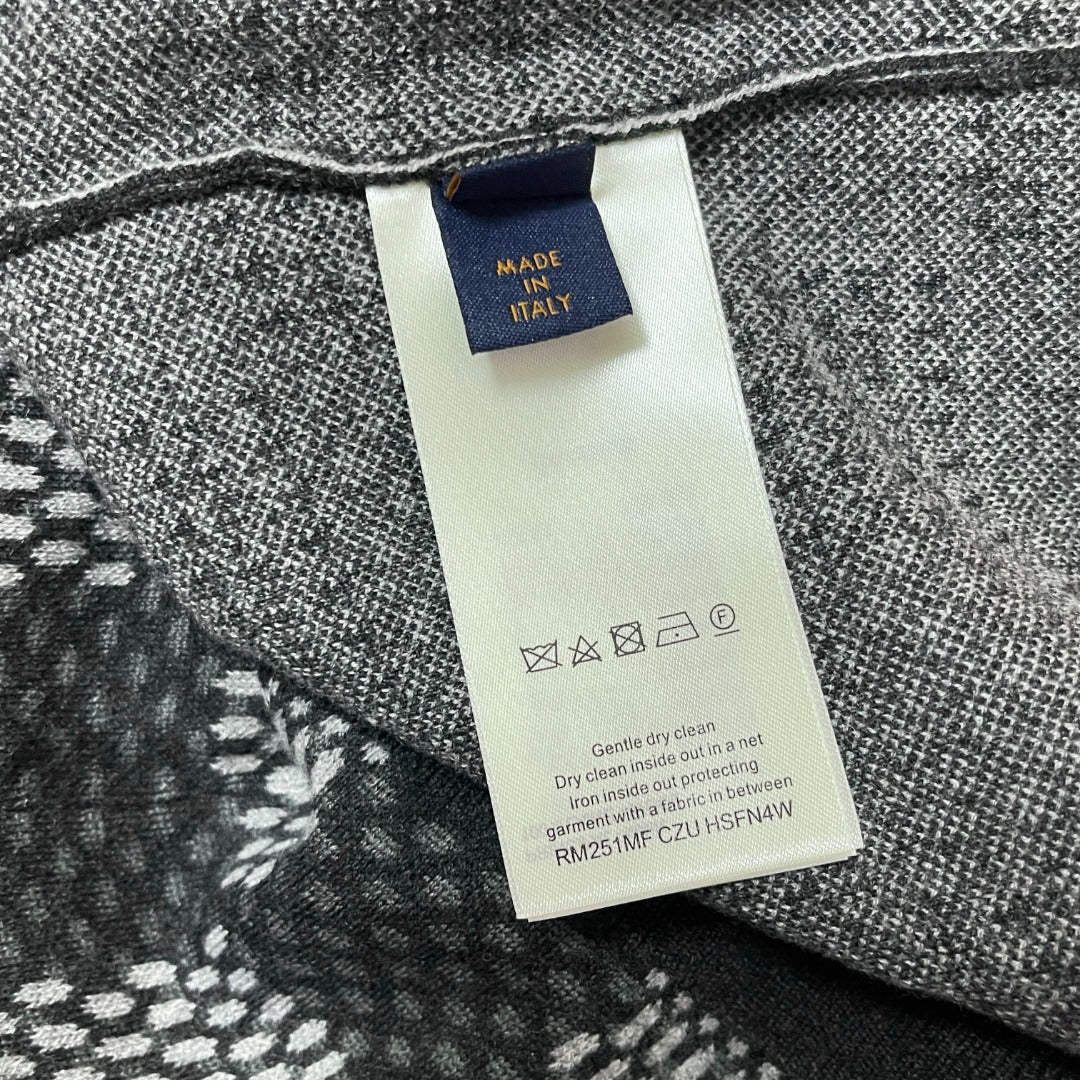 MADE
IN
ITALY
F
Gentle dry clean
Dry clean inside out in a net
Iron inside out protecting
garment with a fabric in between
RM251MF CZU HSFN4W